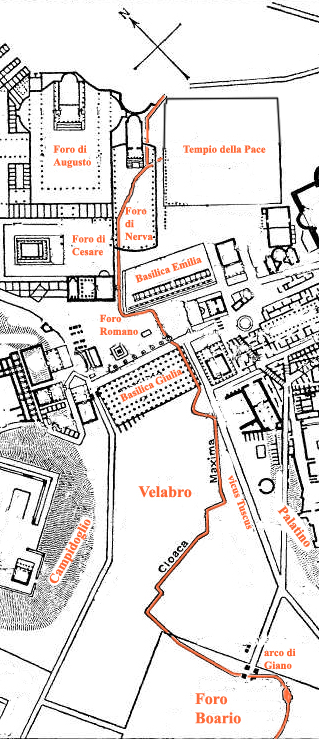 N
Foro di
Augusto
Tempio della Pace
Foro
di
Nerva
Foro di
Cesare
Basilica Emilia
Foro
Romano
Basilica Giulia
Velabro
Maxima
vicus Tuscus
Palatino
Campidoglio
Cloaca
arco di
Giano
Foro
Boario